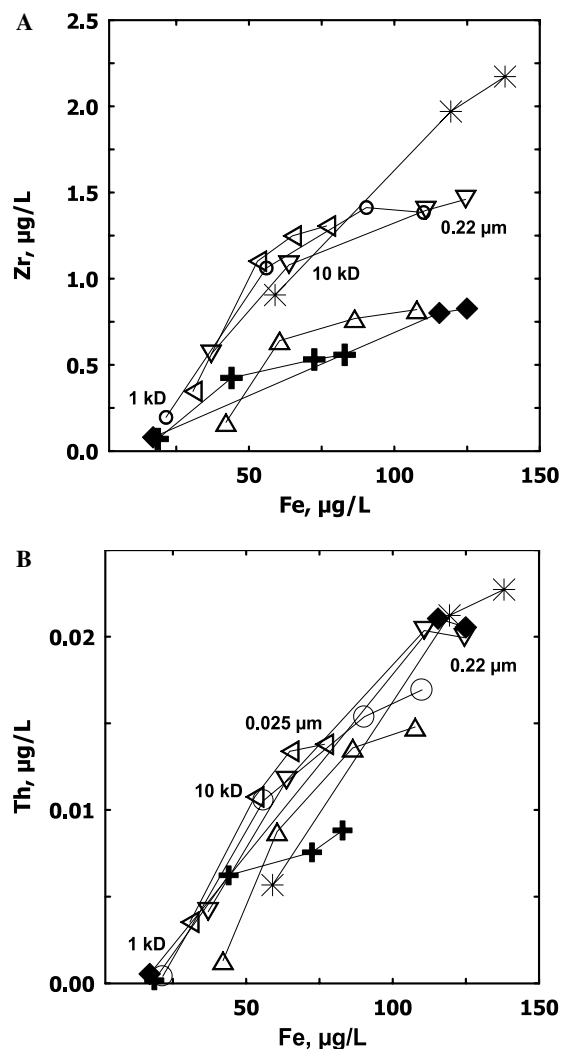 A
2.5
2.0
1.5
1.0
0.5
0.0
Zr, µg/L
0.22 µm
10 kD
1 kD
50
100
150
Fe, µg/L
B
0.02
0.01
0.00
Th, µg/L
0.22 µm
0.025 µm
10 kD
1 kD
50
100
150
Fe, µg/L